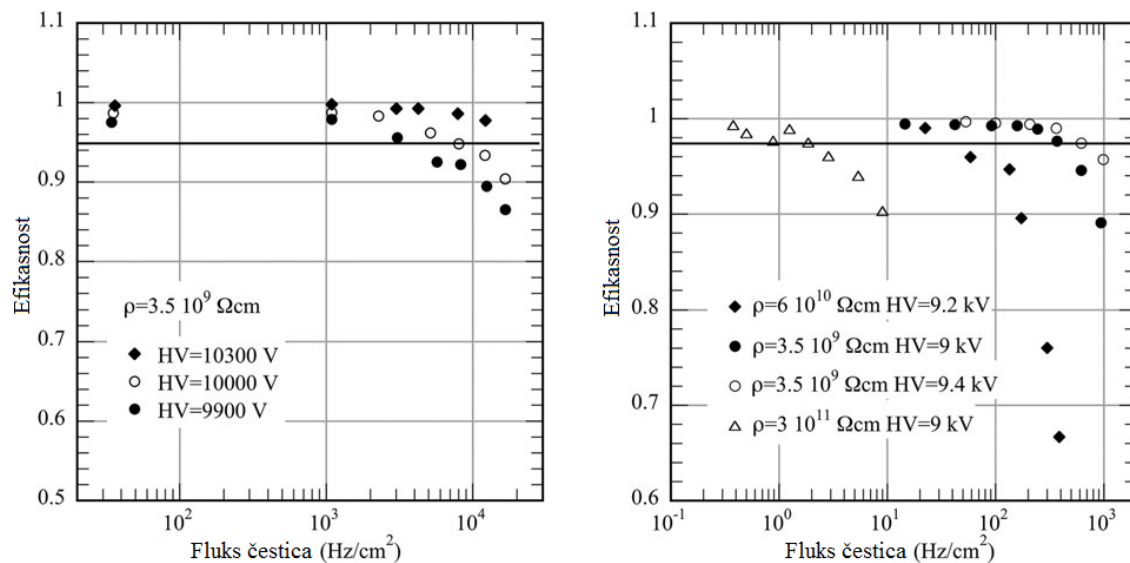 1.1
1
0.9
0.8
0.7
0.6
0.5
Efikasnost
ρ=3.5 10⁹ Ωcm
HV=10300 V
HV=10000 V
HV=9900 V
10² 10³ 10⁴
Fluks čestica (Hz/cm²)
1.1
1
0.9
0.8
0.7
0.6
Efikasnost
ρ=6 10¹⁰ Ωcm HV=9.2 kV
ρ=3.5 10⁹ Ωcm HV=9 kV
ρ=3.5 10⁹ Ωcm HV=9.4 kV
ρ=3 10¹¹ Ωcm HV=9 kV
10⁻¹ 10⁰ 10¹ 10² 10³
Fluks čestica (Hz/cm²)